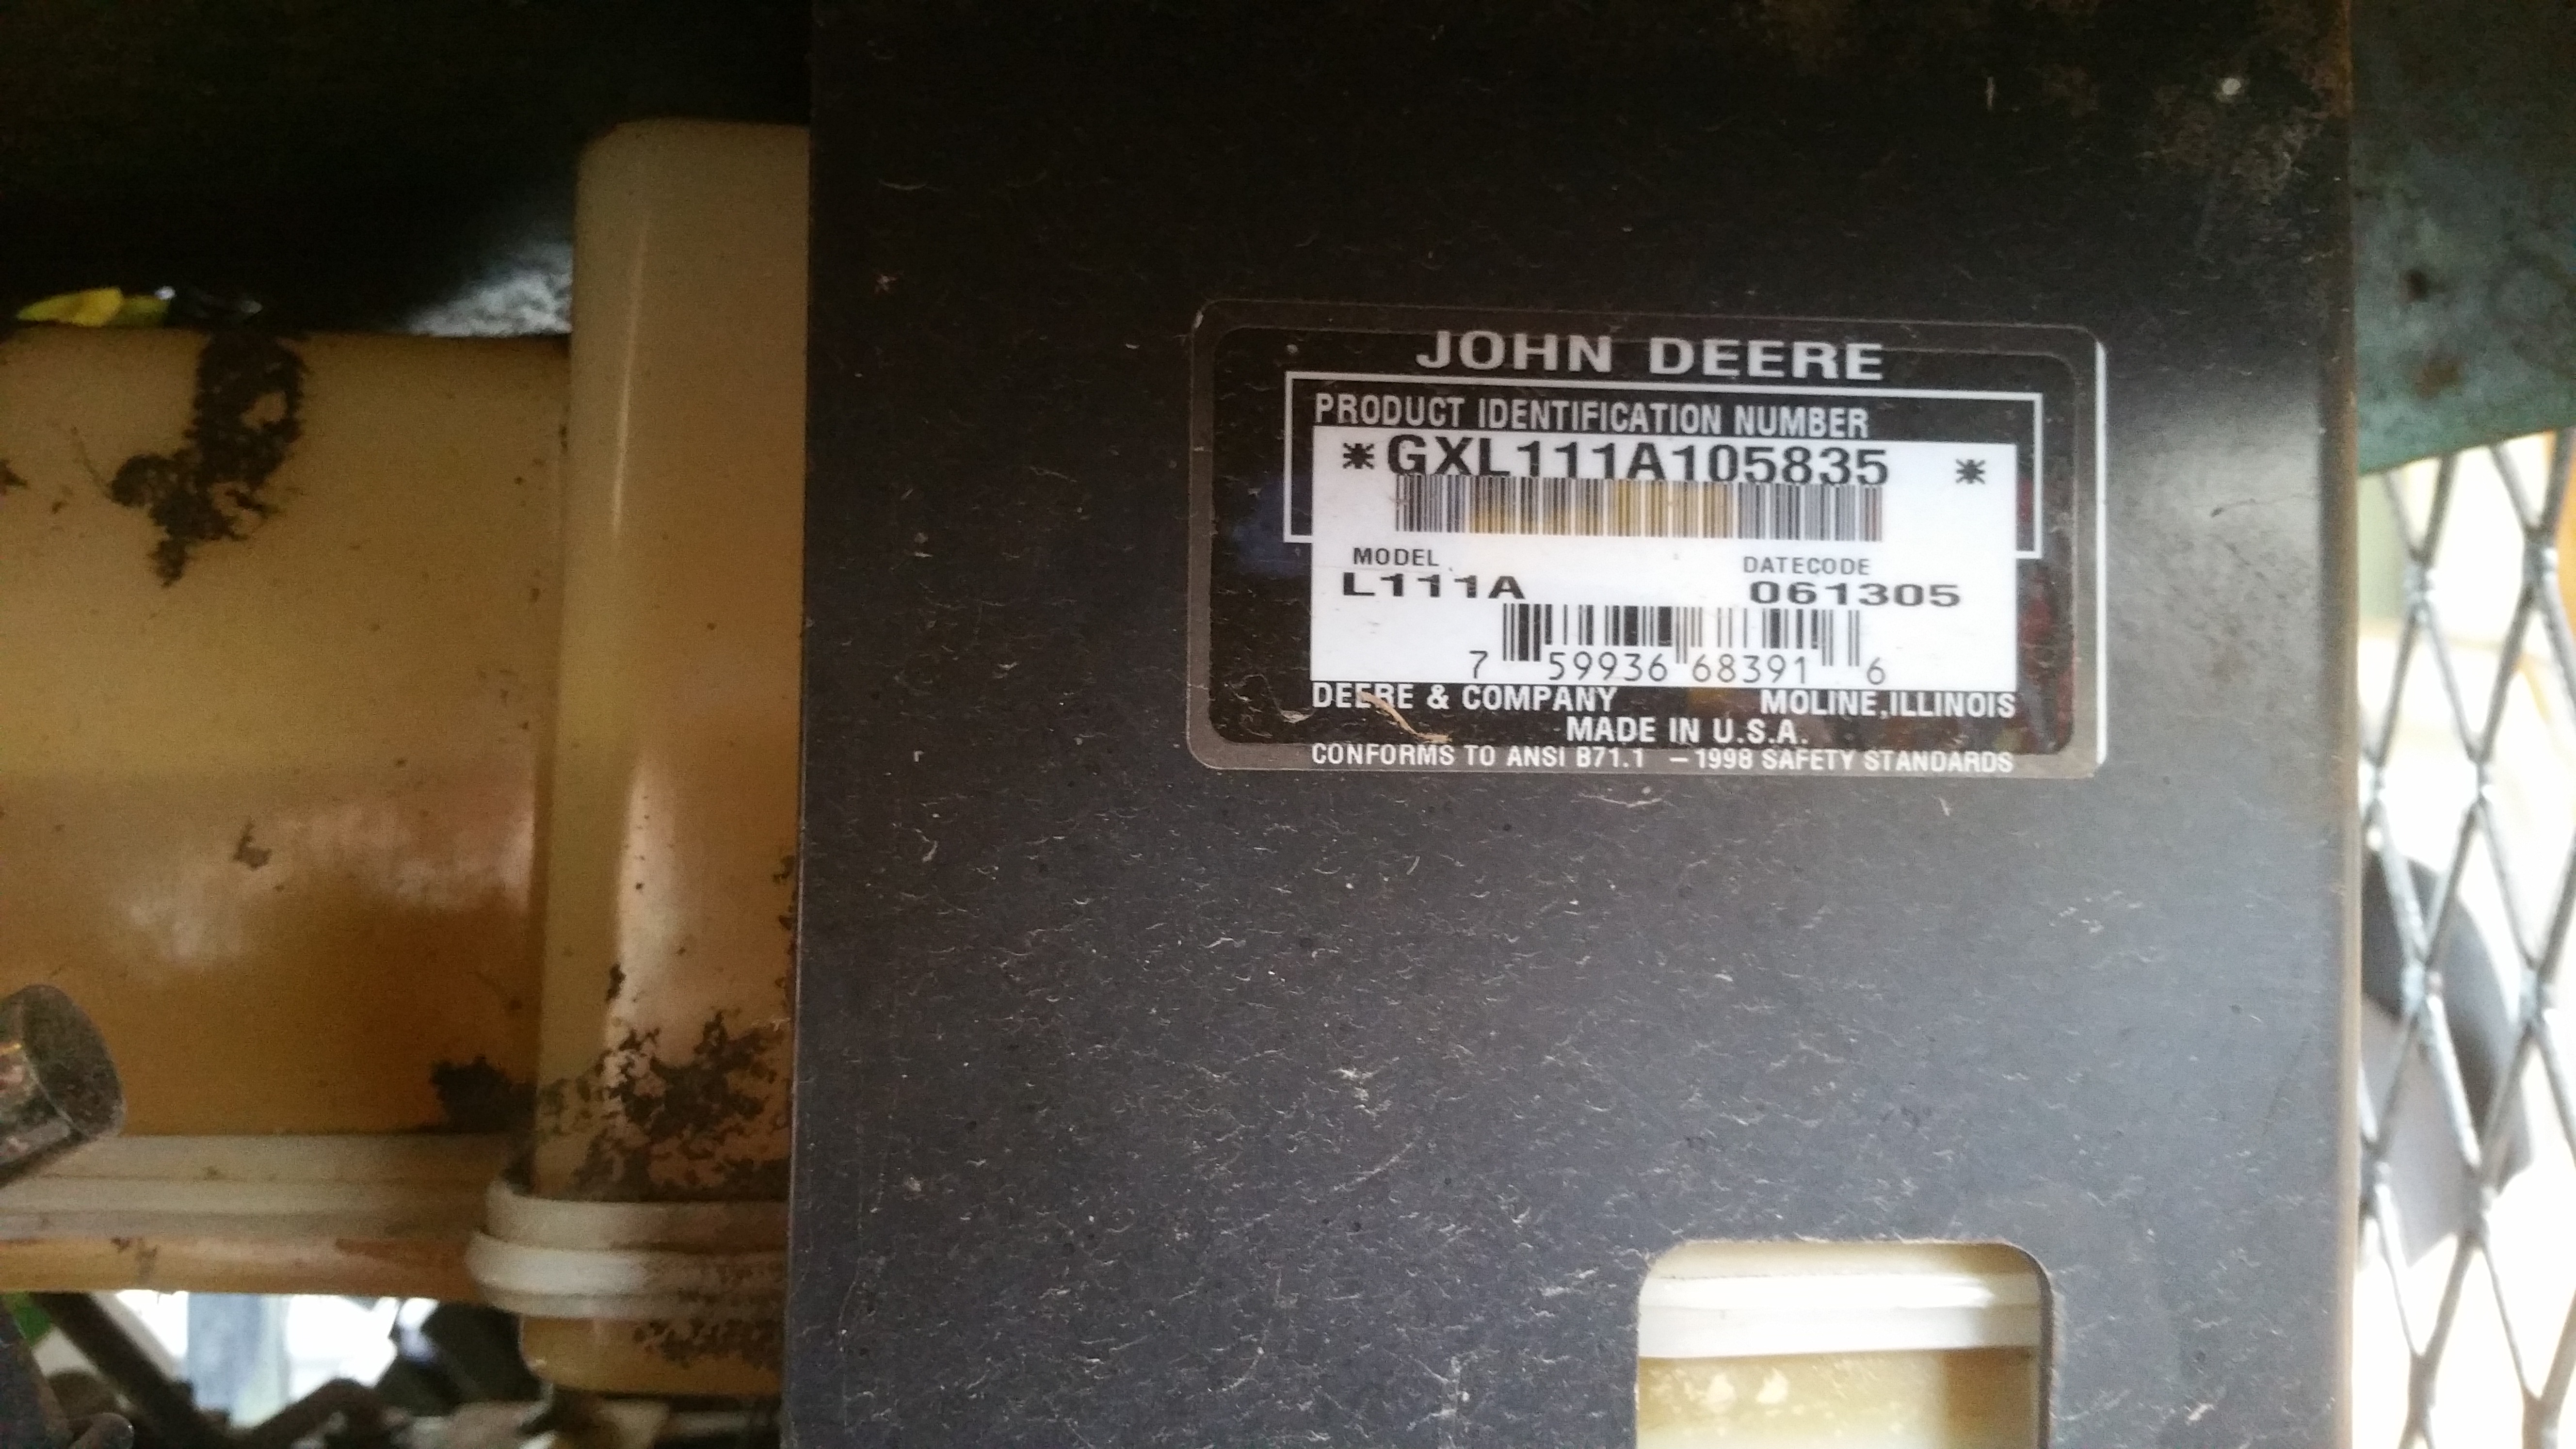 JOHN DEERE
PRODUCT IDENTIFICATION NUMBER
*GXL111A105835 *
MODEL DATECODE
L111A 061305
7 59936 68391 6
DEERE & COMPANY MOLINE, ILLINOIS
MADE IN U.S.A.
CONFORMS TO ANSI B71.1 – 1998 SAFETY STANDARDS